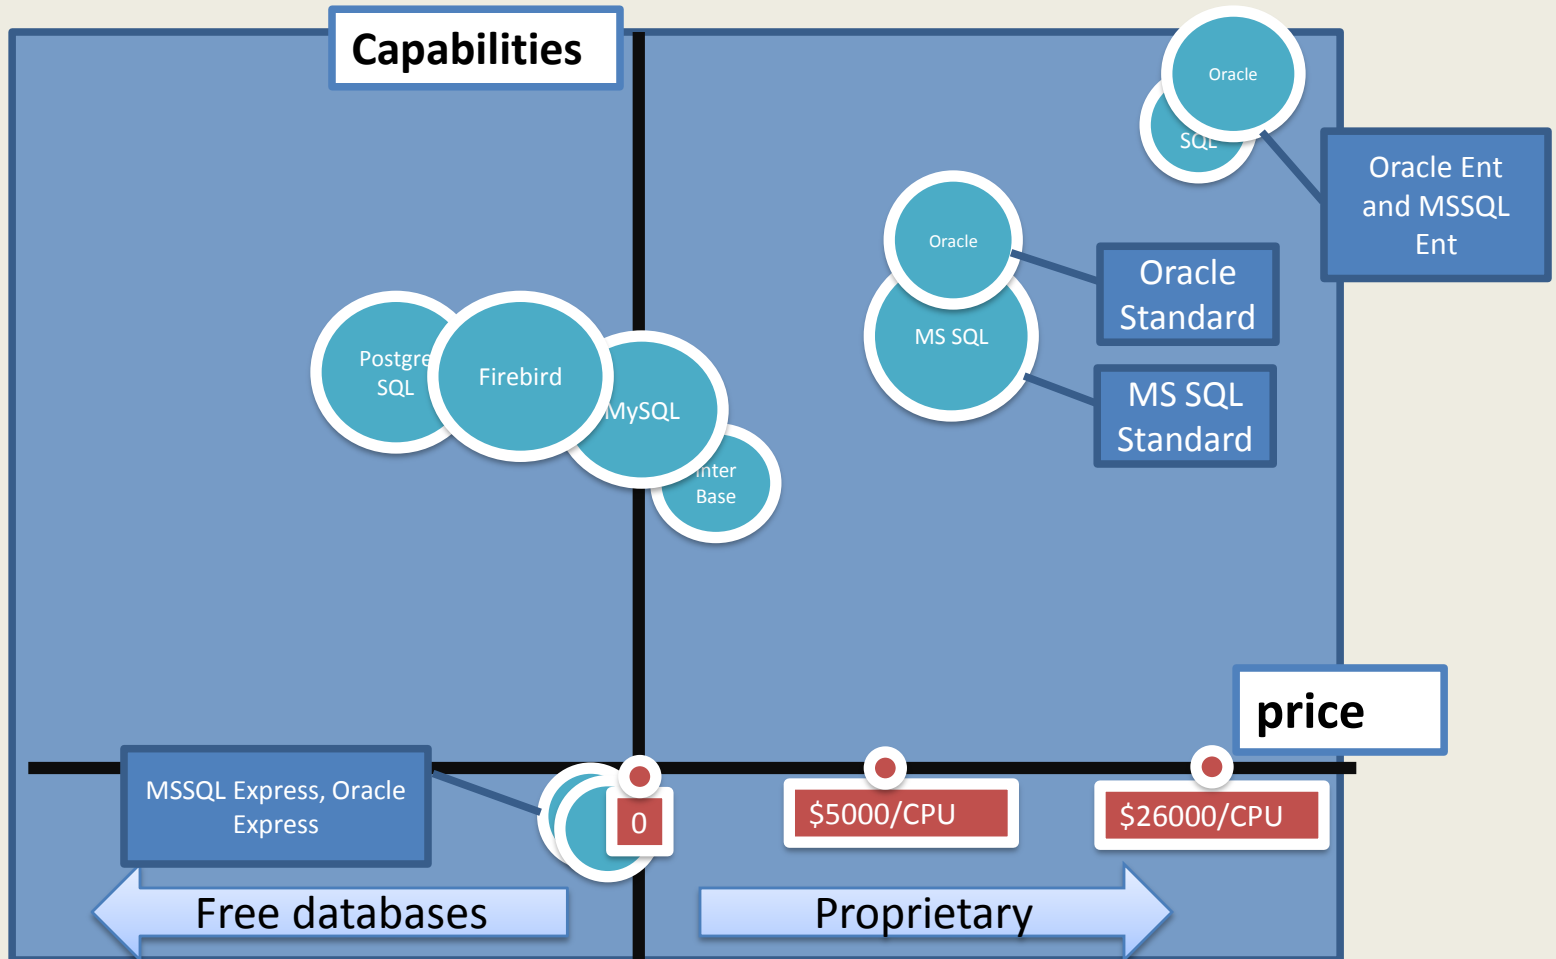 Capabilities
Oracle
SQL
Oracle Ent
and MSSQL
Ent
Oracle
Oracle
Standard
MS SQL
MS SQL
Standard
Postgre
SQL
Firebird
MySQL
Inter
Base
price
MSSQL Express, Oracle
Express
0
$5000/CPU
$26000/CPU
Free databases
Proprietary